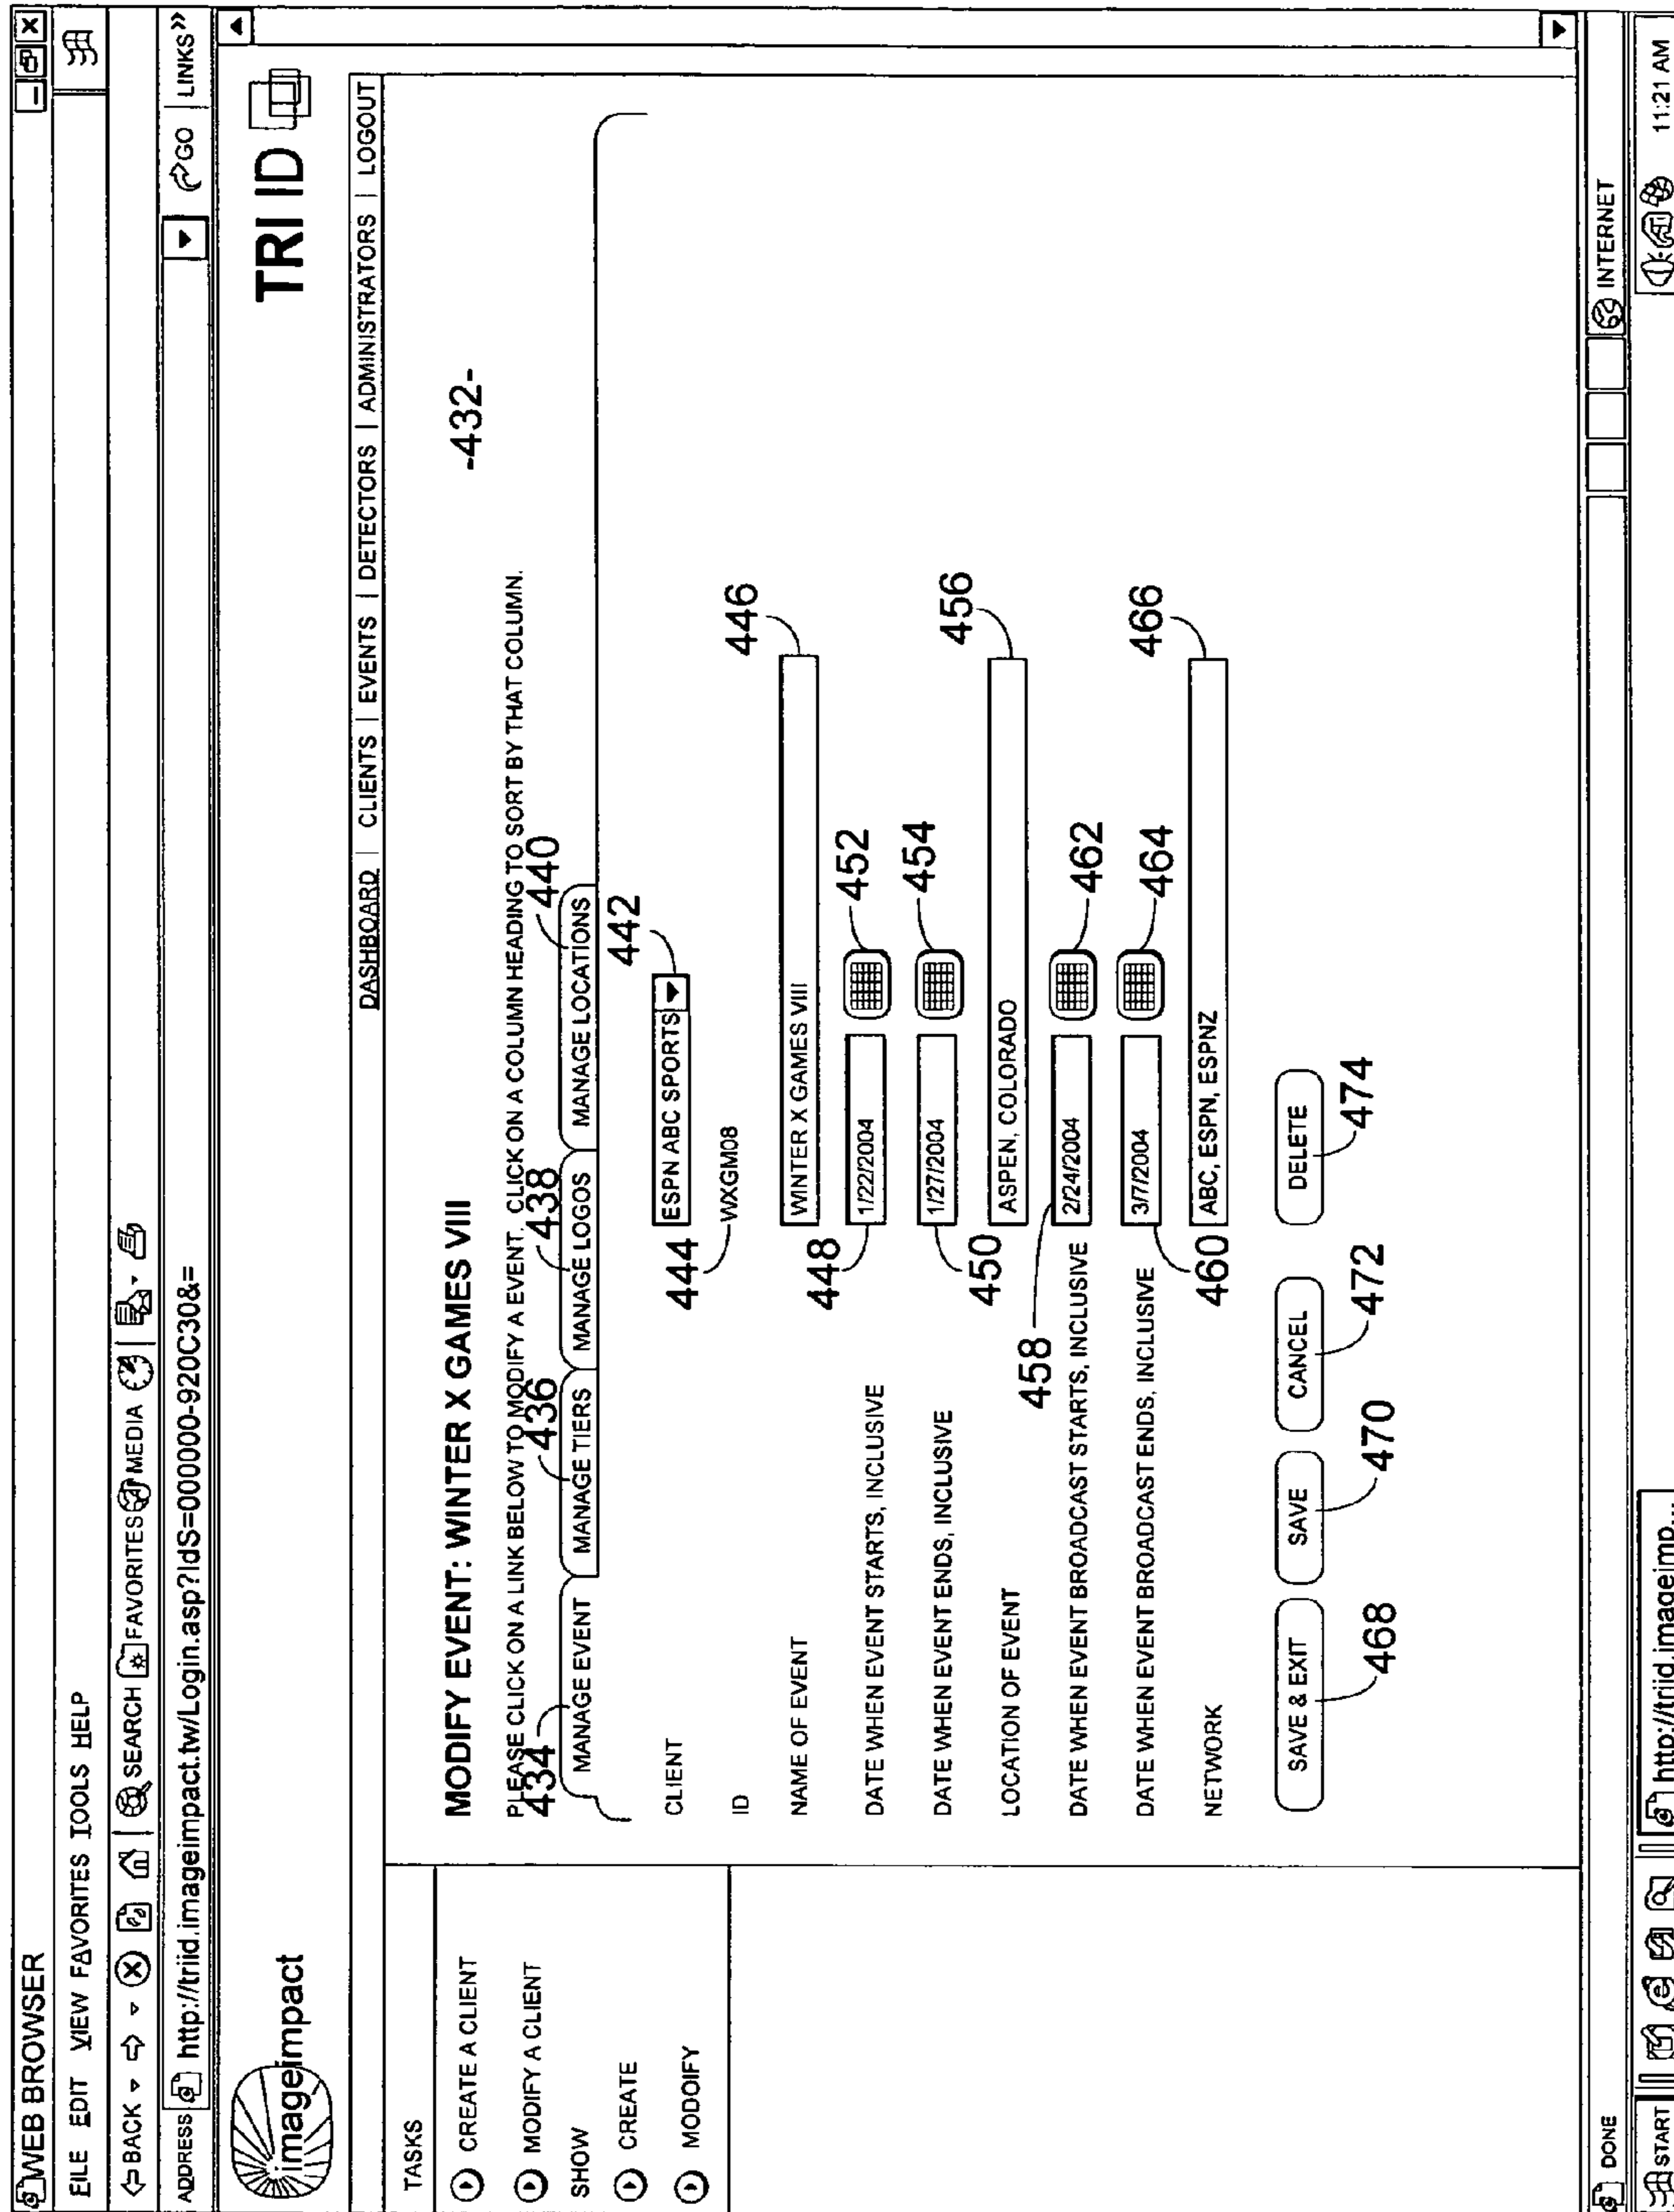 WEB BROWSER
FILE EDIT VIEW FAVORITES TOOLS HELP
BACK SEARCH FAVORITES MEDIA
ADDRESS http://triid.imageimpact.tw/Login.asp?IdS=000000-920C30&= GO LINKS»
imageimpact
TRI ID
DASHBOARD | CLIENTS | EVENTS | DETECTORS | ADMINISTRATORS | LOGOUT
TASKS
CREATE A CLIENT
MODIFY A CLIENT
SHOW
CREATE
MODOIFY
MODIFY EVENT: WINTER X GAMES VIII
-432-
PLEASE CLICK ON A LINK BELOW TO MODIFY A EVENT. CLICK ON A COLUMN HEADING TO SORT BY THAT COLUMN.
434 436 438 440
MANAGE EVENT MANAGE TIERS MANAGE LOGOS MANAGE LOCATIONS
442
CLIENT ESPN ABC SPORTS
444
ID WXGM08
446
NAME OF EVENT WINTER X GAMES VIII
448 452
DATE WHEN EVENT STARTS, INCLUSIVE 1/22/2004
454
DATE WHEN EVENT ENDS, INCLUSIVE 1/27/2004
450 456
LOCATION OF EVENT ASPEN, COLORADO
458 462
DATE WHEN EVENT BROADCAST STARTS, INCLUSIVE 2/24/2004
464
DATE WHEN EVENT BROADCAST ENDS, INCLUSIVE 3/7/2004
460 466
NETWORK ABC, ESPN, ESPNZ
SAVE & EXIT SAVE CANCEL DELETE
468 470 472 474
DONE INTERNET
START http://triid.imageimp... 11:21 AM